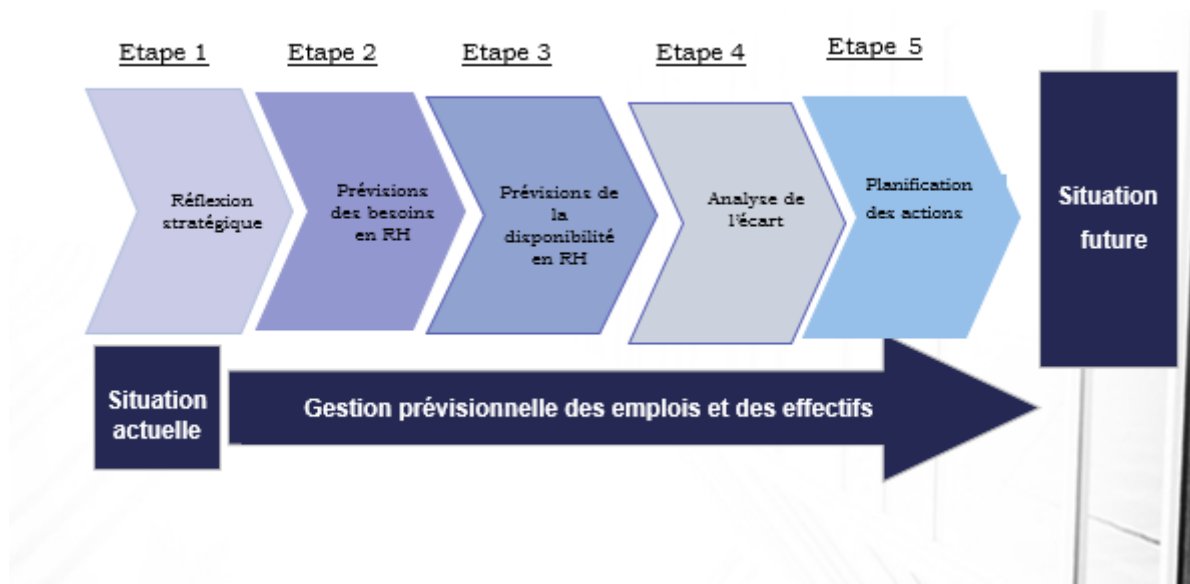 Etape 1
Etape 2
Etape 3
Etape 4
Etape 5
Réflexion
stratégique
Prévisions
des besoins
en RH
Prévisions de
la
disponibilité
en RH
Analyse de
l'écart
Planification
des actions
Situation
future
Situation
actuelle
Gestion prévisionnelle des emplois et des effectifs